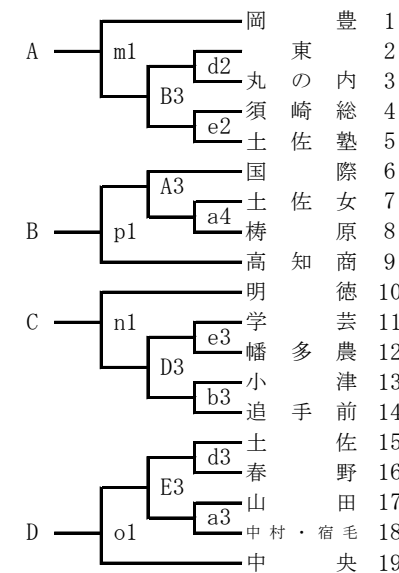 岡豊 1
A m1 東 2
d2
B3 丸の内 3
須崎総 4
e2
土佐塾 5
国際 6
A3
土佐女 7
a4
B p1 梼原 8
高知商 9
明徳 10
C n1 学芸 11
e3
幡多農 12
D3
小津 13
b3
追手前 14
土佐 15
d3
春野 16
E3
山田 17
a3
D o1 中村・宿毛 18
中央 19